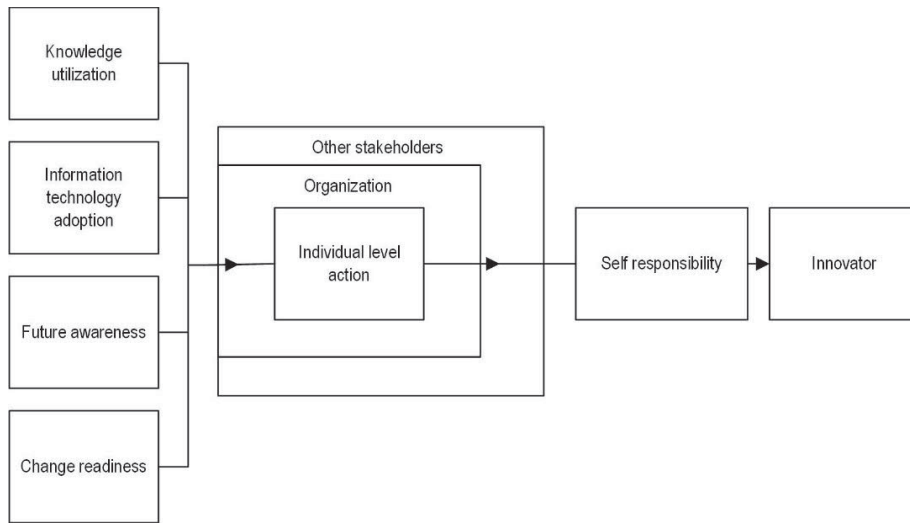 Knowledge
utilization
Information
technology
adoption
Future awareness
Change readiness
Other stakeholders
Organization
Individual level
action
Self responsibility
Innovator